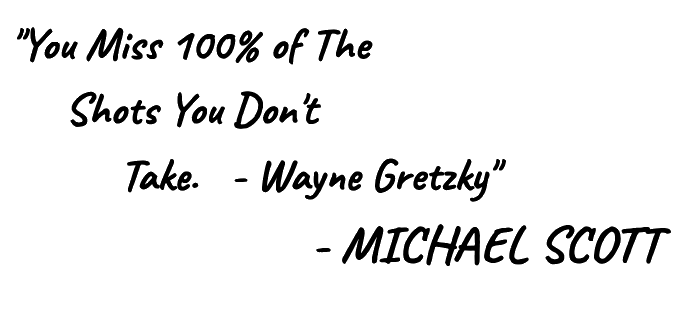 "You Miss 100% of The
Shots You Don't
Take. - Wayne Gretzky"
- MICHAEL SCOTT